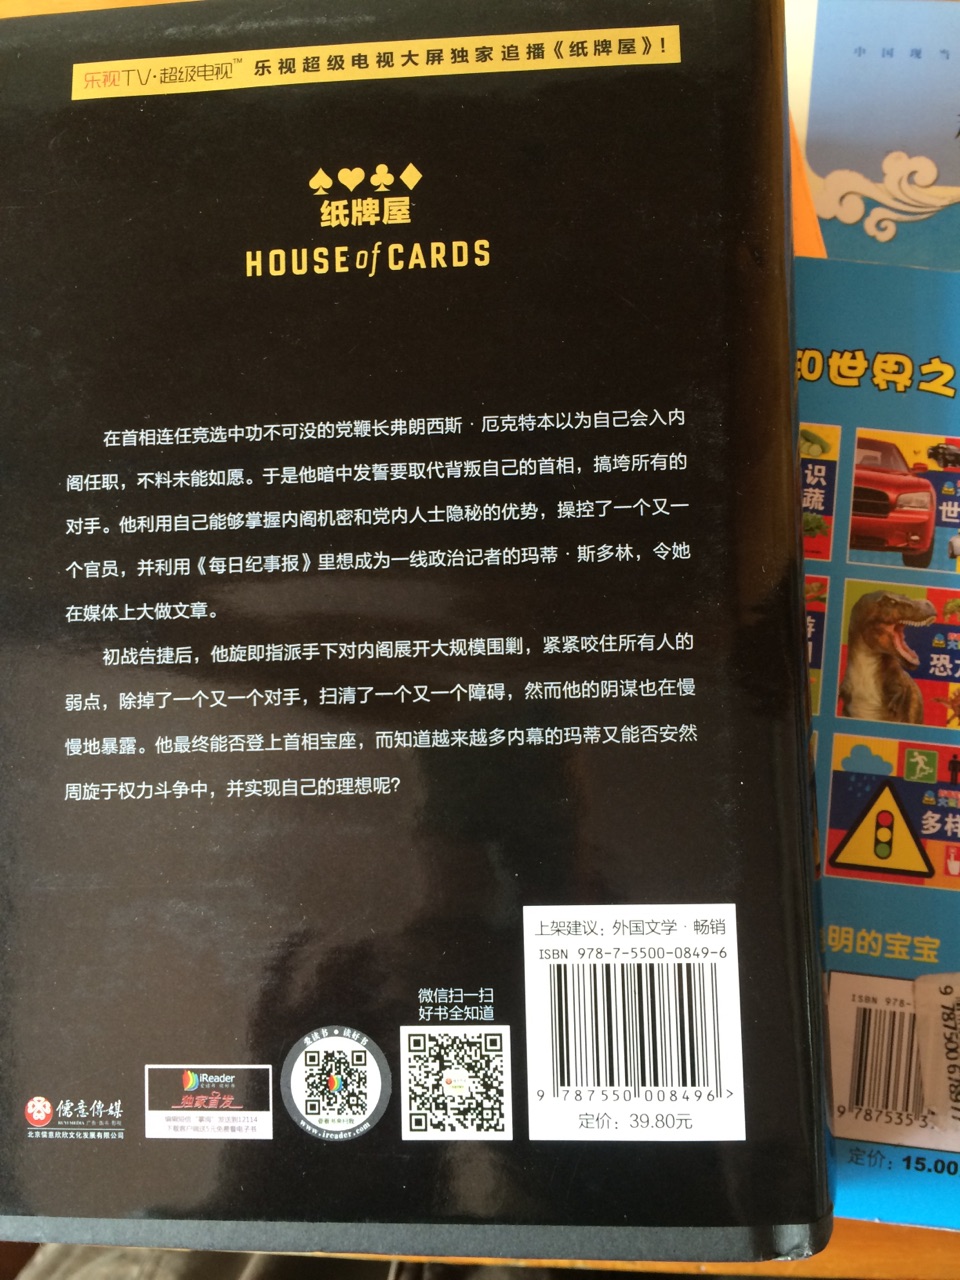 乐视TV·超级电视™ 乐视超级电视大屏独家追播《纸牌屋》!
纸牌屋
HOUSE of CARDS
在首相连任竞选中功不可没的党鞭长弗朗西斯·厄克特本以为自己会入内
阁任职，不料未能如愿。于是他暗中发誓要取代背叛自己的首相，搞垮所有的
对手。他利用自己能够掌握内阁机密和党内人士隐秘的优势，操控了一个又一
个官员，并利用《每日纪事报》里想成为一线政治记者的玛蒂·斯多林，令她
在媒体上大做文章。
初战告捷后，他旋即指派手下对内阁展开大规模围剿，紧紧咬住所有人的
弱点，除掉了一个又一个对手，扫清了一个又一个障碍，然而他的阴谋也在慢
慢地暴露。他最终能否登上首相宝座，而知道越来越多内幕的玛蒂又能否安然
周旋于权力斗争中，并实现自己的理想呢?
上架建议：外国文学·畅销
ISBN 978-7-5500-0849-6
9 787550 008496 >
定价：39.80元
微信扫一扫
好书全知道
爱读书 ● 读好书
www.ireader.com
iReader
独家首发
儒意傳媒
北京儒意欣欣文化发展有限公司
中国现当
和世界之
识
蔬
世
恐
多样
明的宝宝
ISBN 978-
9 787535 3
定价：15.00